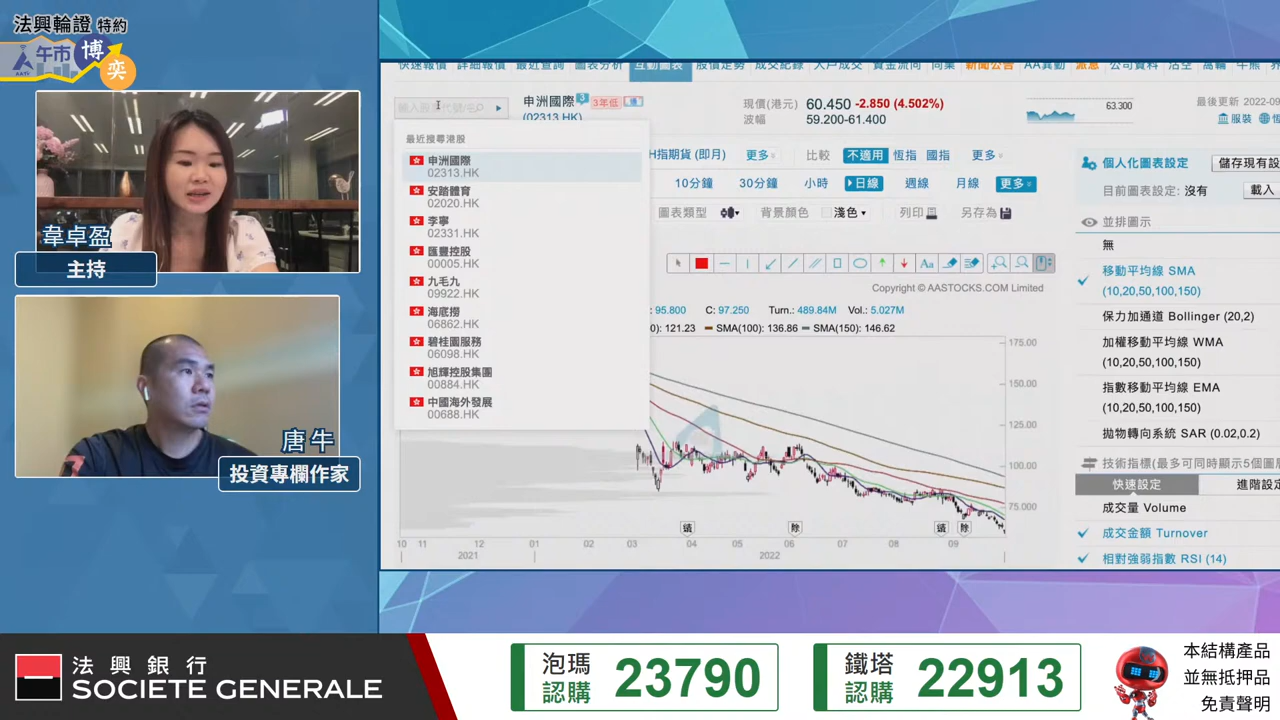 法興輪證 特約
午市 博 奕
AATV
韋卓盈
主持
唐牛
投資專欄作家
快速報價 詳細報價 最近查詢 圖表分析 互動圖表 股價走勢 成交紀錄 大戶成交 資金流向 同業 新聞公告 AA異動 派息 公司資料 沽空 窩輪 牛熊
申洲國際 3 3年低
(02313.HK)
現價(港元) 60.450 -2.850 (4.502%)
波幅 59.200-61.400
63.300
最後更新 2022-09
服裝
最近搜尋港股
申洲國際
02313.HK
安踏體育
02020.HK
李寧
02331.HK
匯豐控股
00005.HK
九毛九
09922.HK
海底撈
06862.HK
碧桂園服務
06098.HK
旭輝控股集團
00884.HK
中國海外發展
00688.HK
H指期貨 (即月) 更多 比較 不適用 恆指 國指 更多
10分鐘 30分鐘 小時 日線 週線 月線 更多
圖表類型 背景顏色 淺色 列印 另存為
Aa
Copyright © AASTOCKS.COM Limited
95.800 C: 97.250 Turn.: 489.84M Vol.: 5.027M
0): 121.23 SMA(100): 136.86 SMA(150): 146.62
175.00
150.00
125.00
100.00
75.000
績 除 績 除
10 11 12 01 02 03 04 05 06 07 08 09
2021 2022
個人化圖表設定 儲存現有設
目前圖表設定: 沒有 載入
並排圖示
無
移動平均線 SMA
(10,20,50,100,150)
保力加通道 Bollinger (20,2)
加權移動平均線 WMA
(10,20,50,100,150)
指數移動平均線 EMA
(10,20,50,100,150)
拋物轉向系統 SAR (0.02,0.2)
技術指標(最多可同時顯示5個圖
快速設定 進階設定
成交量 Volume
成交金額 Turnover
相對強弱指數 RSI (14)
法興銀行
SOCIETE GENERALE
泡瑪
認購
23790
鐵塔
認購
22913
本結構產品
並無抵押品
免責聲明